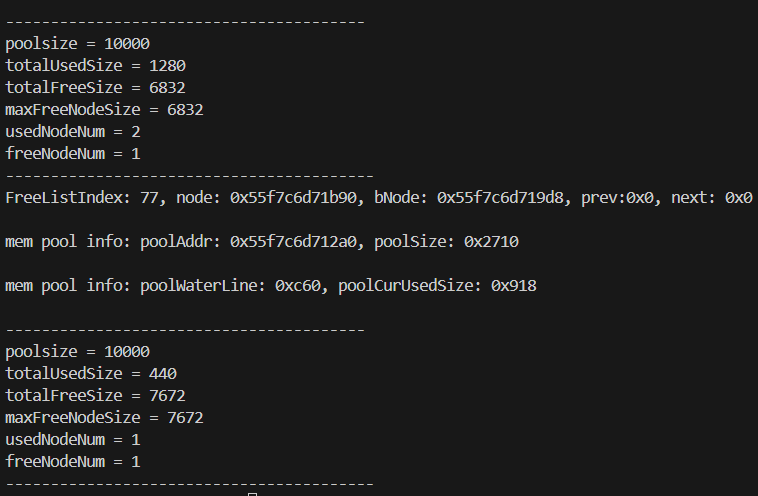 ----------------------------------------
poolsize = 10000
totalUsedSize = 1280
totalFreeSize = 6832
maxFreeNodeSize = 6832
usedNodeNum = 2
freeNodeNum = 1
-----------------------------------------
FreeListIndex: 77, node: 0x55f7c6d71b90, bNode: 0x55f7c6d719d8, prev:0x0, next: 0x0
mem pool info: poolAddr: 0x55f7c6d712a0, poolSize: 0x2710
mem pool info: poolWaterLine: 0xc60, poolCurUsedSize: 0x918
----------------------------------------
poolsize = 10000
totalUsedSize = 440
totalFreeSize = 7672
maxFreeNodeSize = 7672
usedNodeNum = 1
freeNodeNum = 1
-----------------------------------------